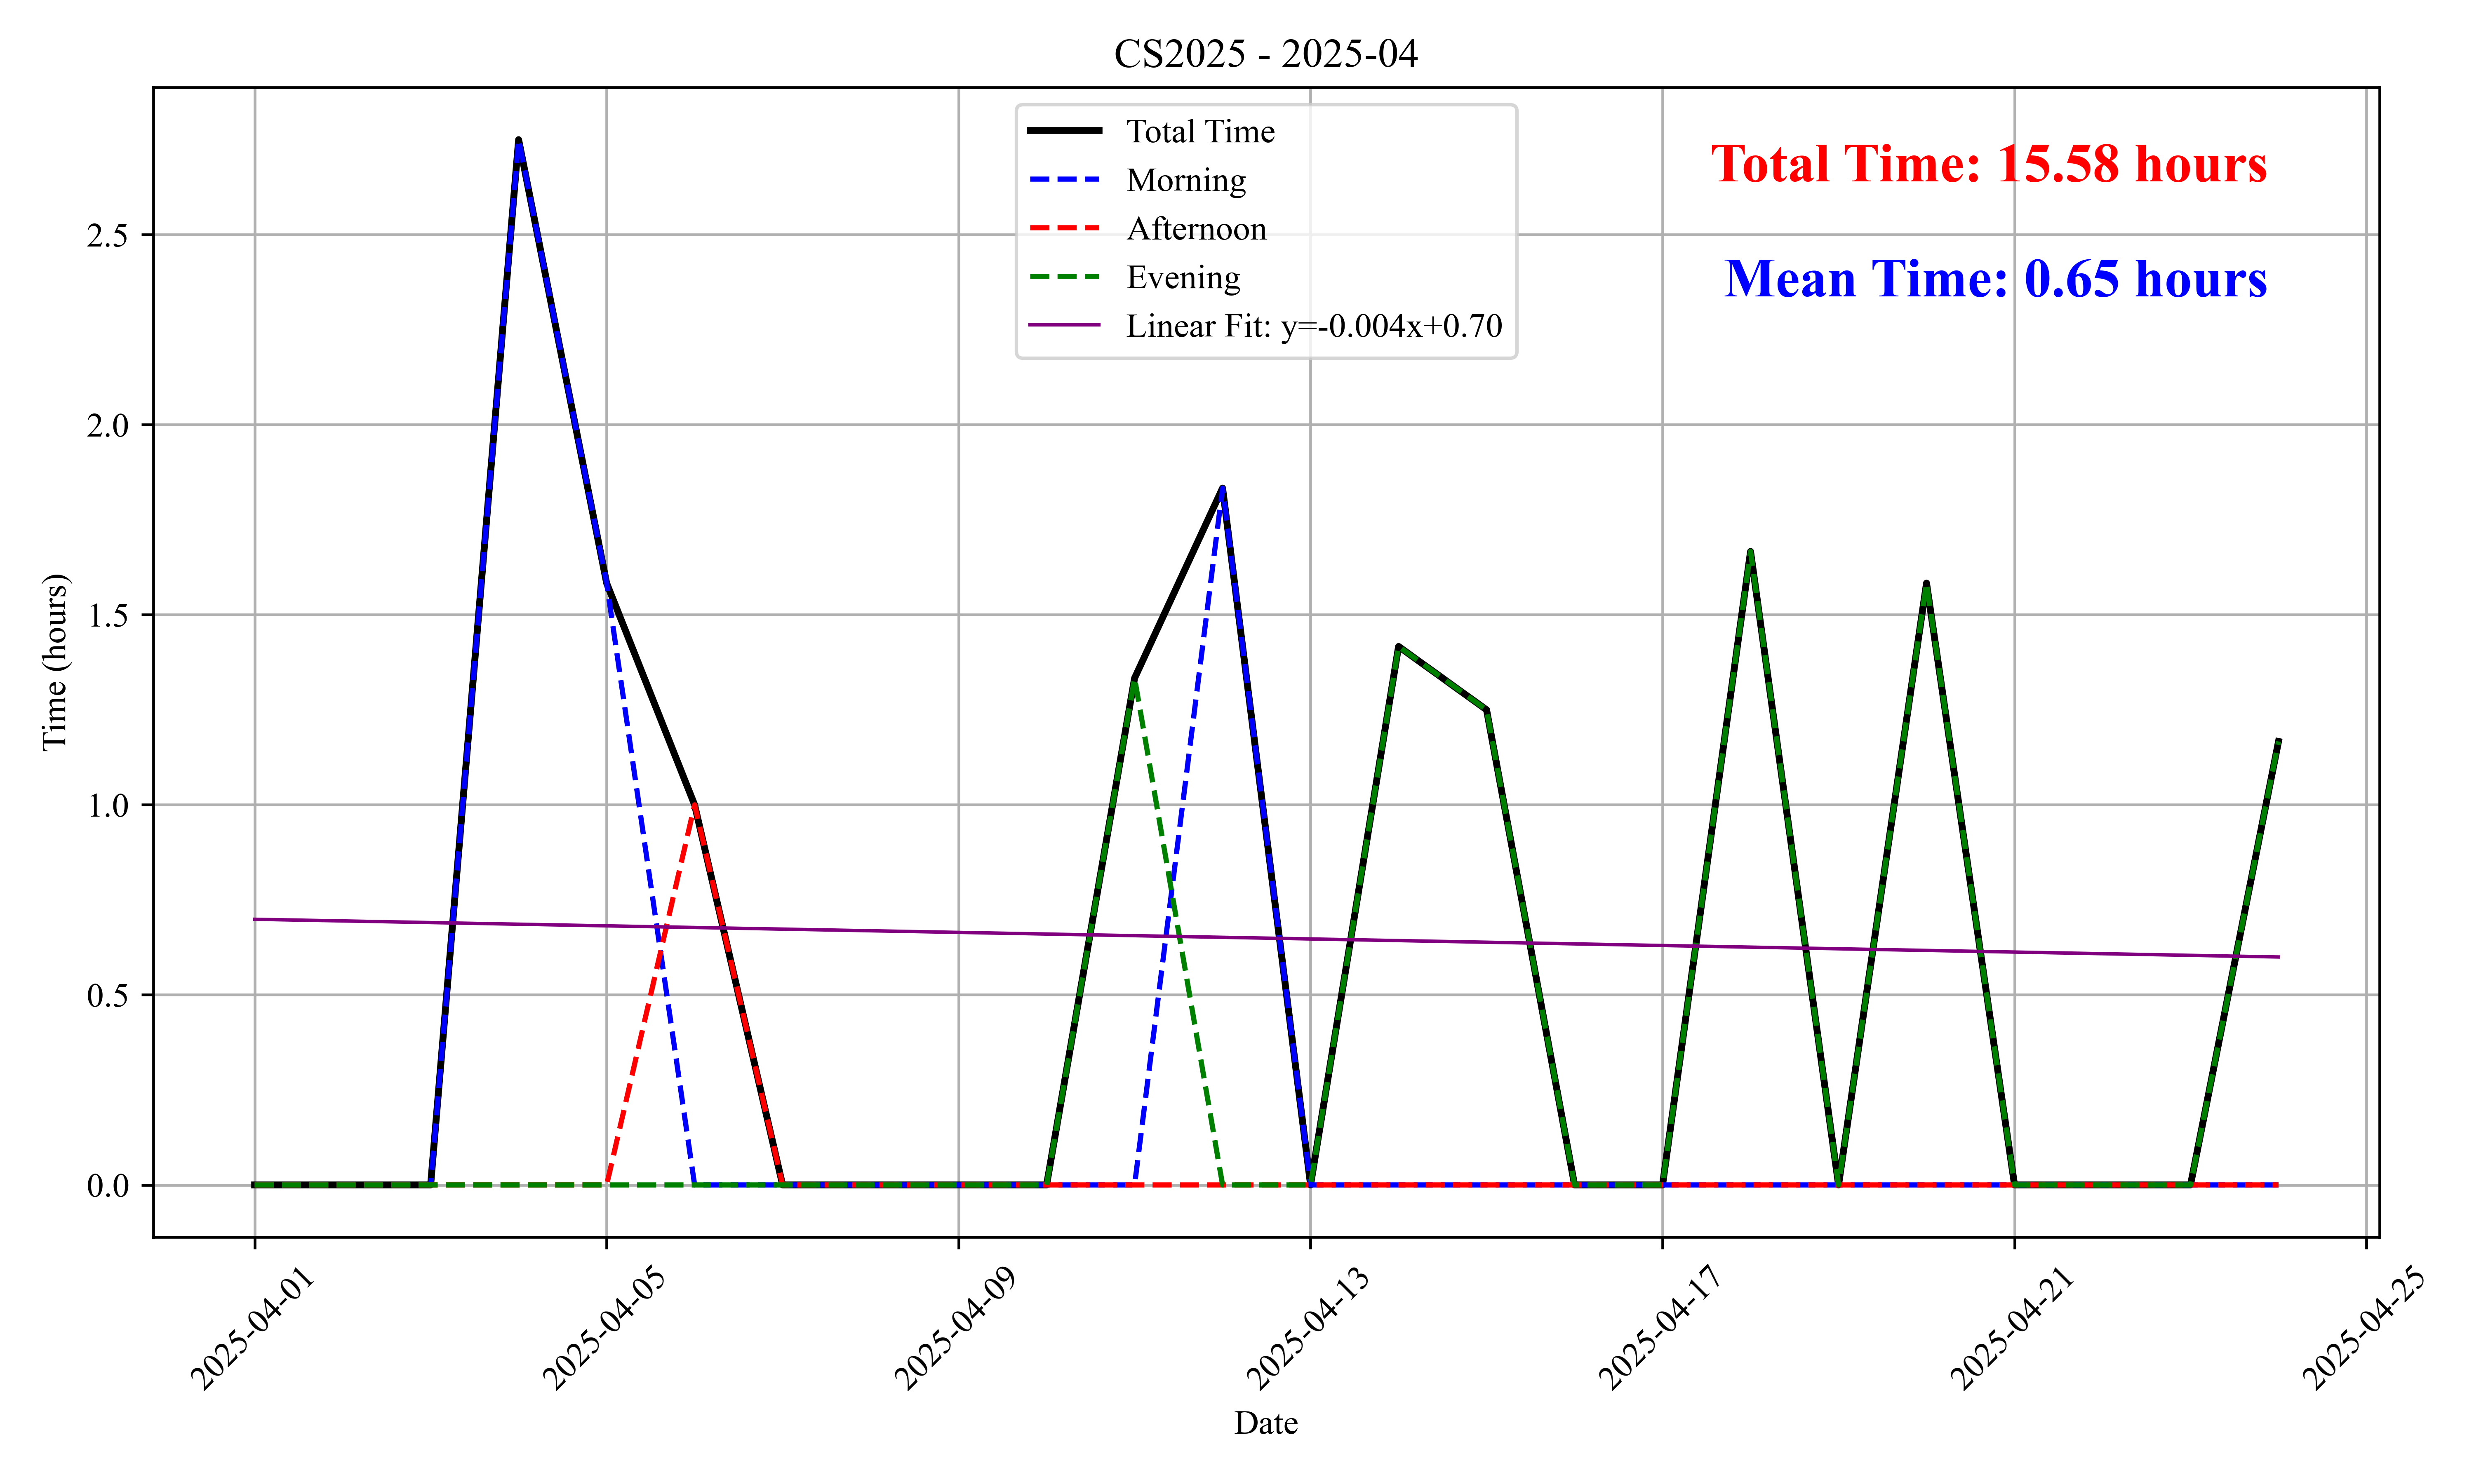 CS2025 - 2025-04
Total Time
Morning
Afternoon
Evening
Linear Fit: y=-0.004x+0.70
Total Time: 15.58 hours
Mean Time: 0.65 hours
Time (hours)
2.5
2.0
1.5
1.0
0.5
0.0
2025-04-01
2025-04-05
2025-04-09
2025-04-13
2025-04-17
2025-04-21
2025-04-25
Date